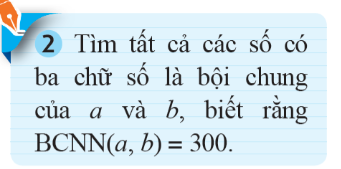 2 Tìm tất cả các số có
ba chữ số là bội chung
của a và b, biết rằng
BCNN(a, b) = 300.